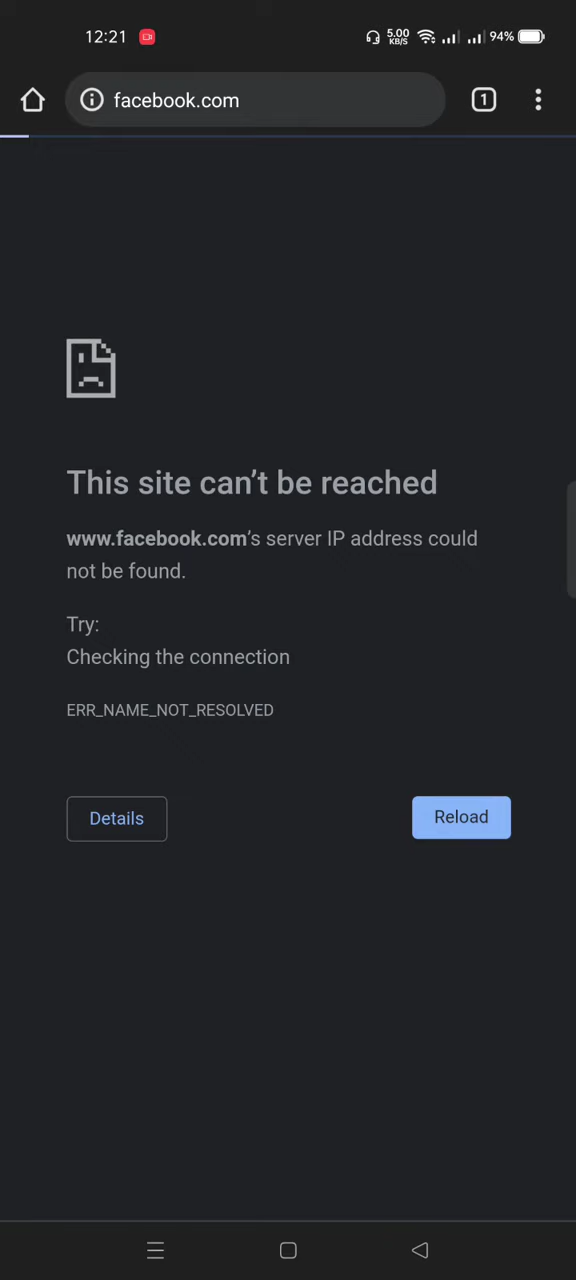 12:21 5.00 KB/S 94%
facebook.com 1
This site can't be reached
www.facebook.com's server IP address could
not be found.
Try:
Checking the connection
ERR_NAME_NOT_RESOLVED
Details Reload